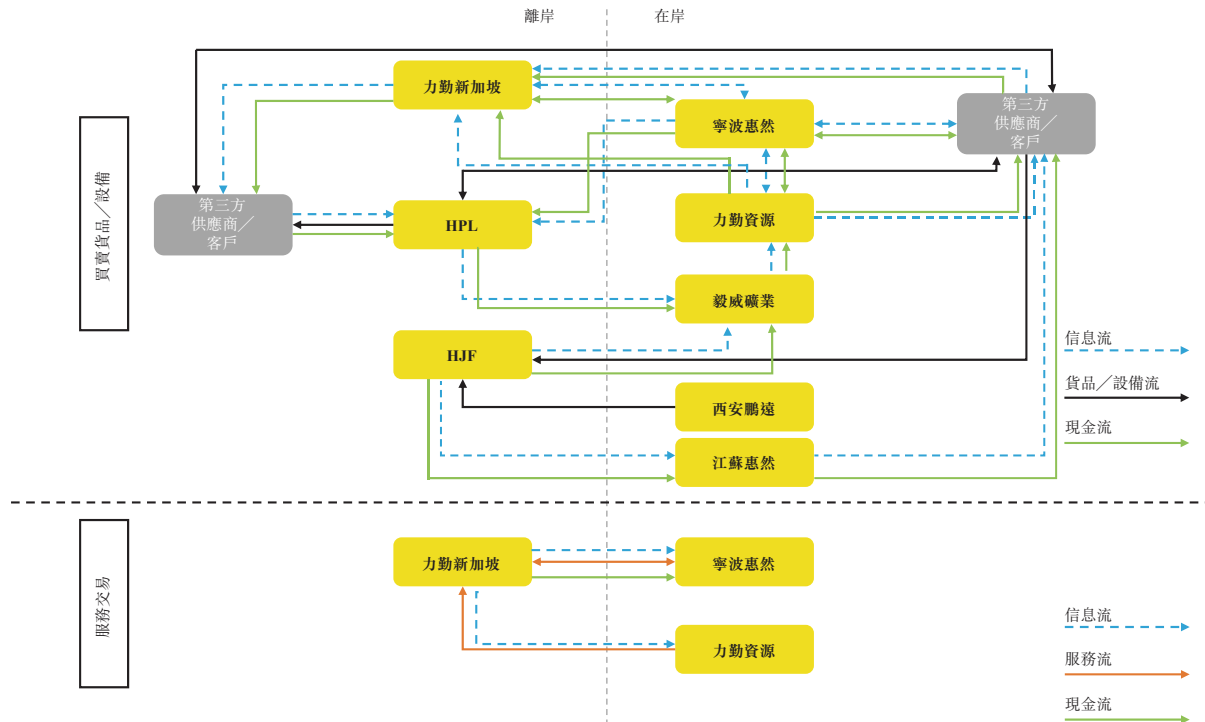 離岸
在岸
買賣貨品／設備
力勤新加坡
寧波惠然
第三方
供應商／
客戶
第三方
供應商／
客戶
HPL
力勤資源
毅威礦業
HJF
西安鵬遠
江蘇惠然
信息流
貨品／設備流
現金流
服務交易
力勤新加坡
寧波惠然
力勤資源
信息流
服務流
現金流